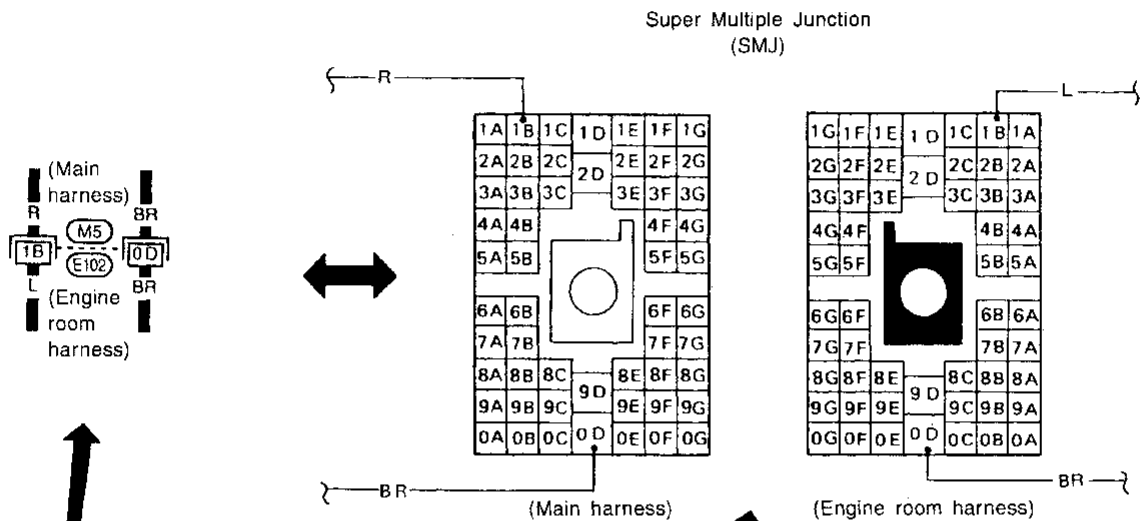 Super Multiple Junction
(SMJ)
R
L
(Main
harness)
R
BR
M5
1B
0D
E102
L
BR
(Engine
room
harness)
1A 1B 1C 1D 1E 1F 1G
2A 2B 2C 2D 2E 2F 2G
3A 3B 3C 3E 3F 3G
4A 4B 4F 4G
5A 5B 5F 5G
6A 6B 6F 6G
7A 7B 7F 7G
8A 8B 8C 8E 8F 8G
9A 9B 9C 9D 9E 9F 9G
0A 0B 0C 0D 0E 0F 0G
BR
(Main harness)
1G 1F 1E 1D 1C 1B 1A
2G 2F 2E 2D 2C 2B 2A
3G 3F 3E 3C 3B 3A
4G 4F 4B 4A
5G 5F 5B 5A
6G 6F 6B 6A
7G 7F 7B 7A
8G 8F 8E 8C 8B 8A
9G 9F 9E 9D 9C 9B 9A
0G 0F 0E 0D 0C 0B 0A
BR
(Engine room harness)